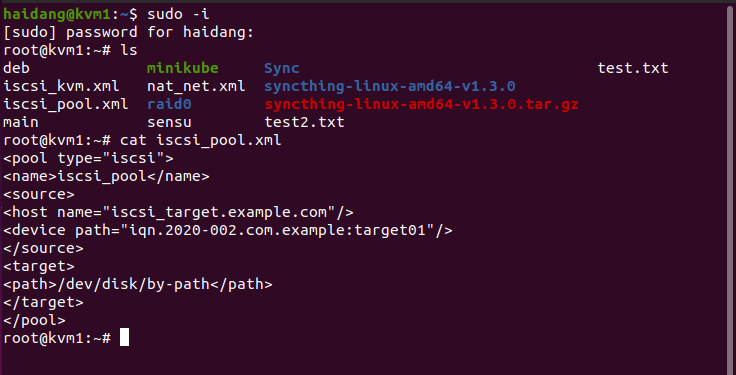 haidang@kvm1:~$ sudo -i
[sudo] password for haidang:
root@kvm1:~# ls
deb minikube Sync test.txt
iscsi_kvm.xml nat_net.xml syncthing-linux-amd64-v1.3.0
iscsi_pool.xml raid0 syncthing-linux-amd64-v1.3.0.tar.gz
main sensu test2.txt
root@kvm1:~# cat iscsi_pool.xml
<pool type="iscsi">
<name>iscsi_pool</name>
<source>
<host name="iscsi_target.example.com"/>
<device path="iqn.2020-002.com.example:target01"/>
</source>
<target>
<path>/dev/disk/by-path</path>
</target>
</pool>
root@kvm1:~#